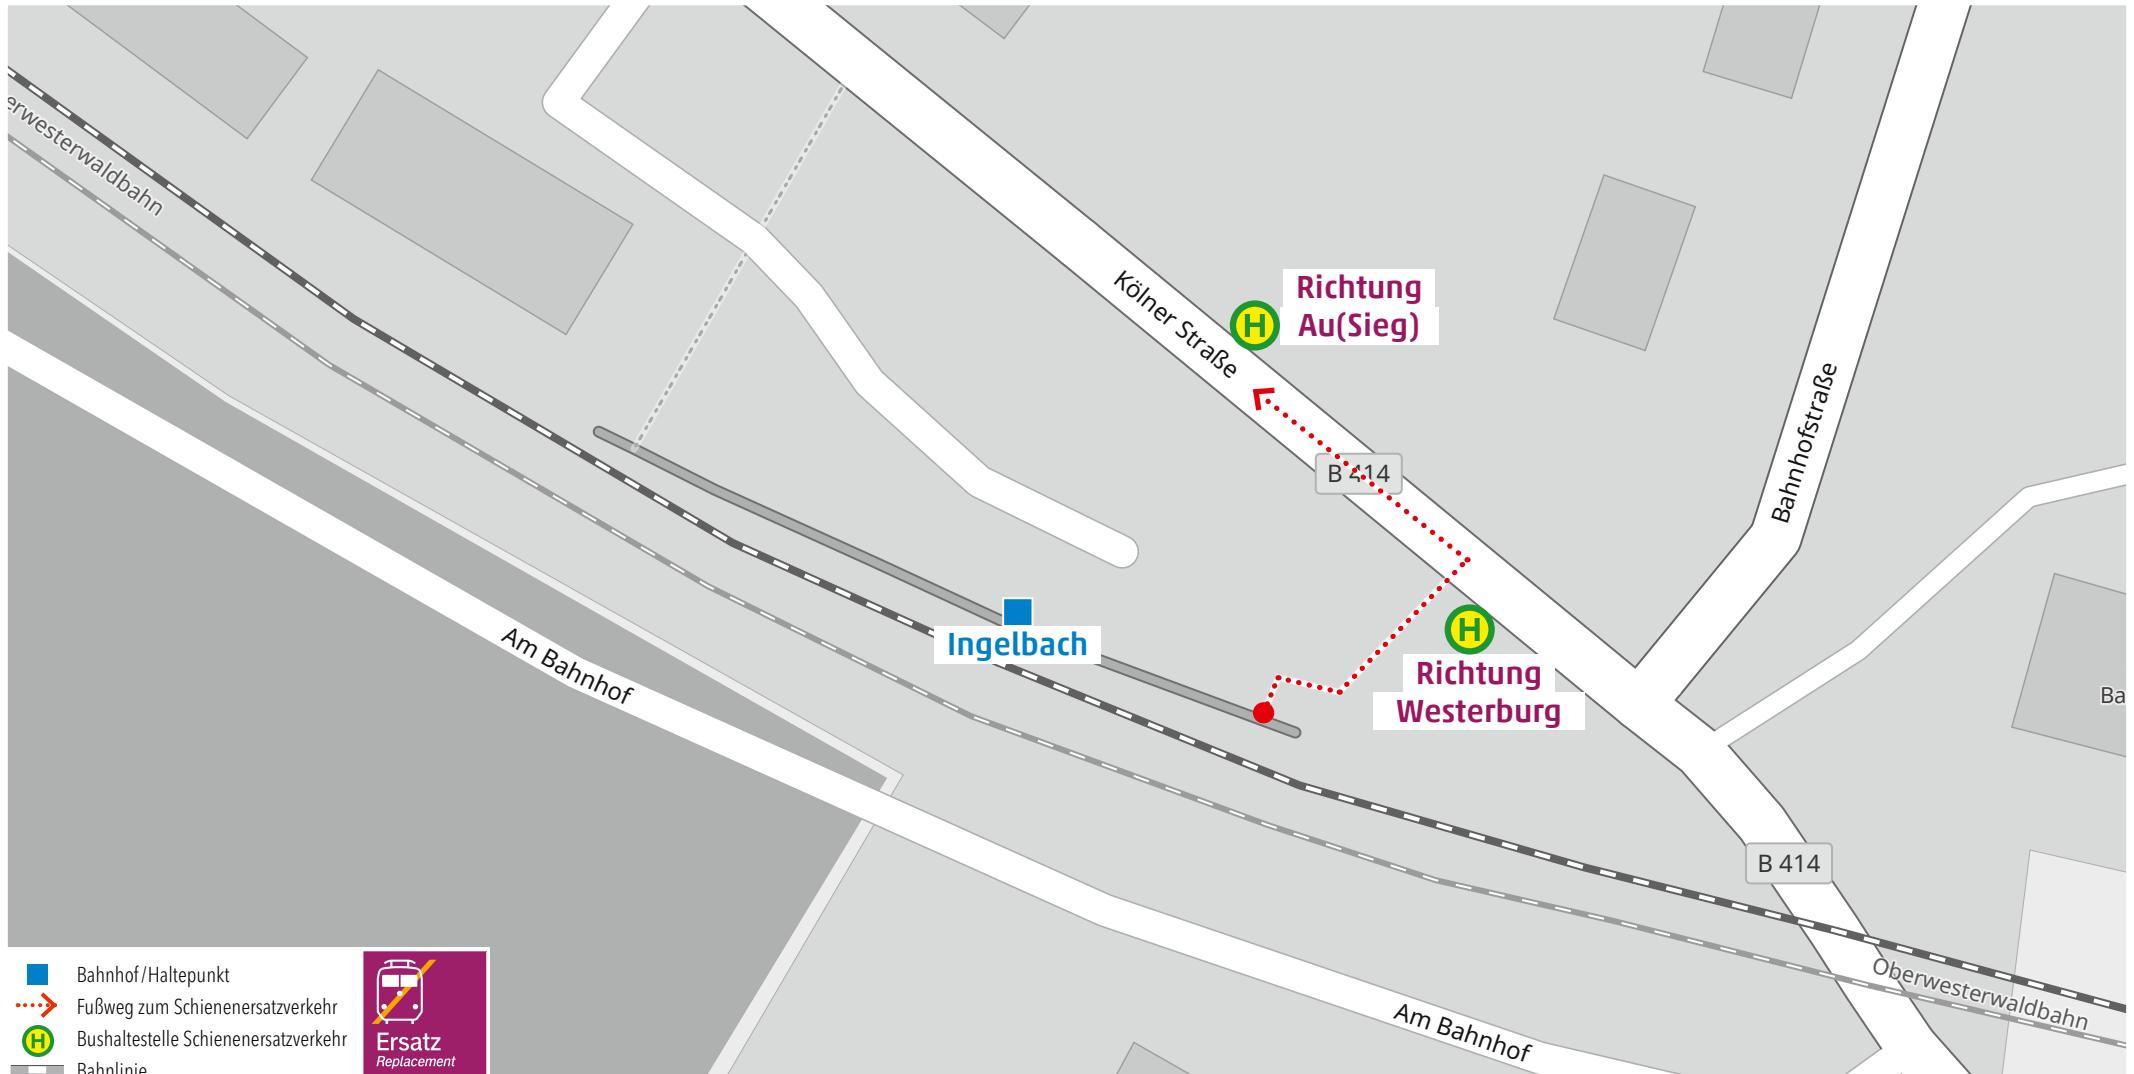 erwesterwaldbahn
Kölner Straße
Richtung
Au(Sieg)
H
Bahnhofstraße
B 414
Ingelbach
H
Richtung
Westerburg
Am Bahnhof
Ba
B 414
Oberwesterwaldbahn
Am Bahnhof
Bahnhof/Haltepunkt
Fußweg zum Schienenersatzverkehr
H
Bushaltestelle Schienenersatzverkehr
Bahnlinie
Ersatz
Replacement